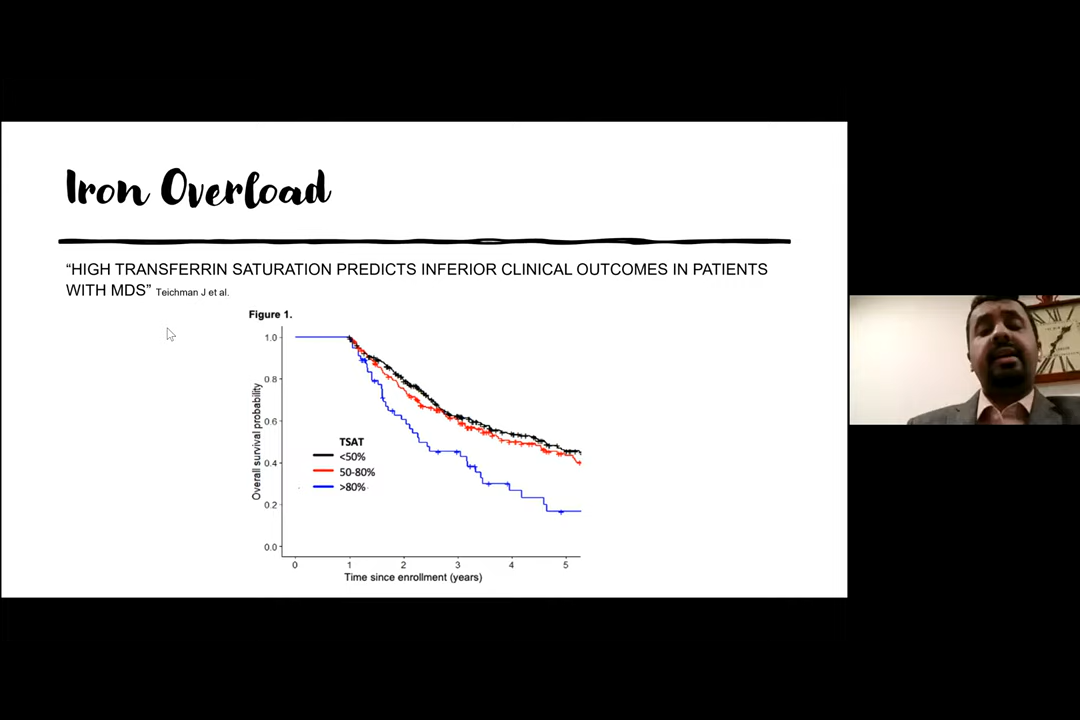 Iron Overload
“HIGH TRANSFERRIN SATURATION PREDICTS INFERIOR CLINICAL OUTCOMES IN PATIENTS
WITH MDS” Teichman J et al.
Figure 1.
1.0
0.8
0.6
0.4
0.2
0.0
Overall survival probability
TSAT
<50%
50-80%
>80%
0 1 2 3 4 5
Time since enrollment (years)